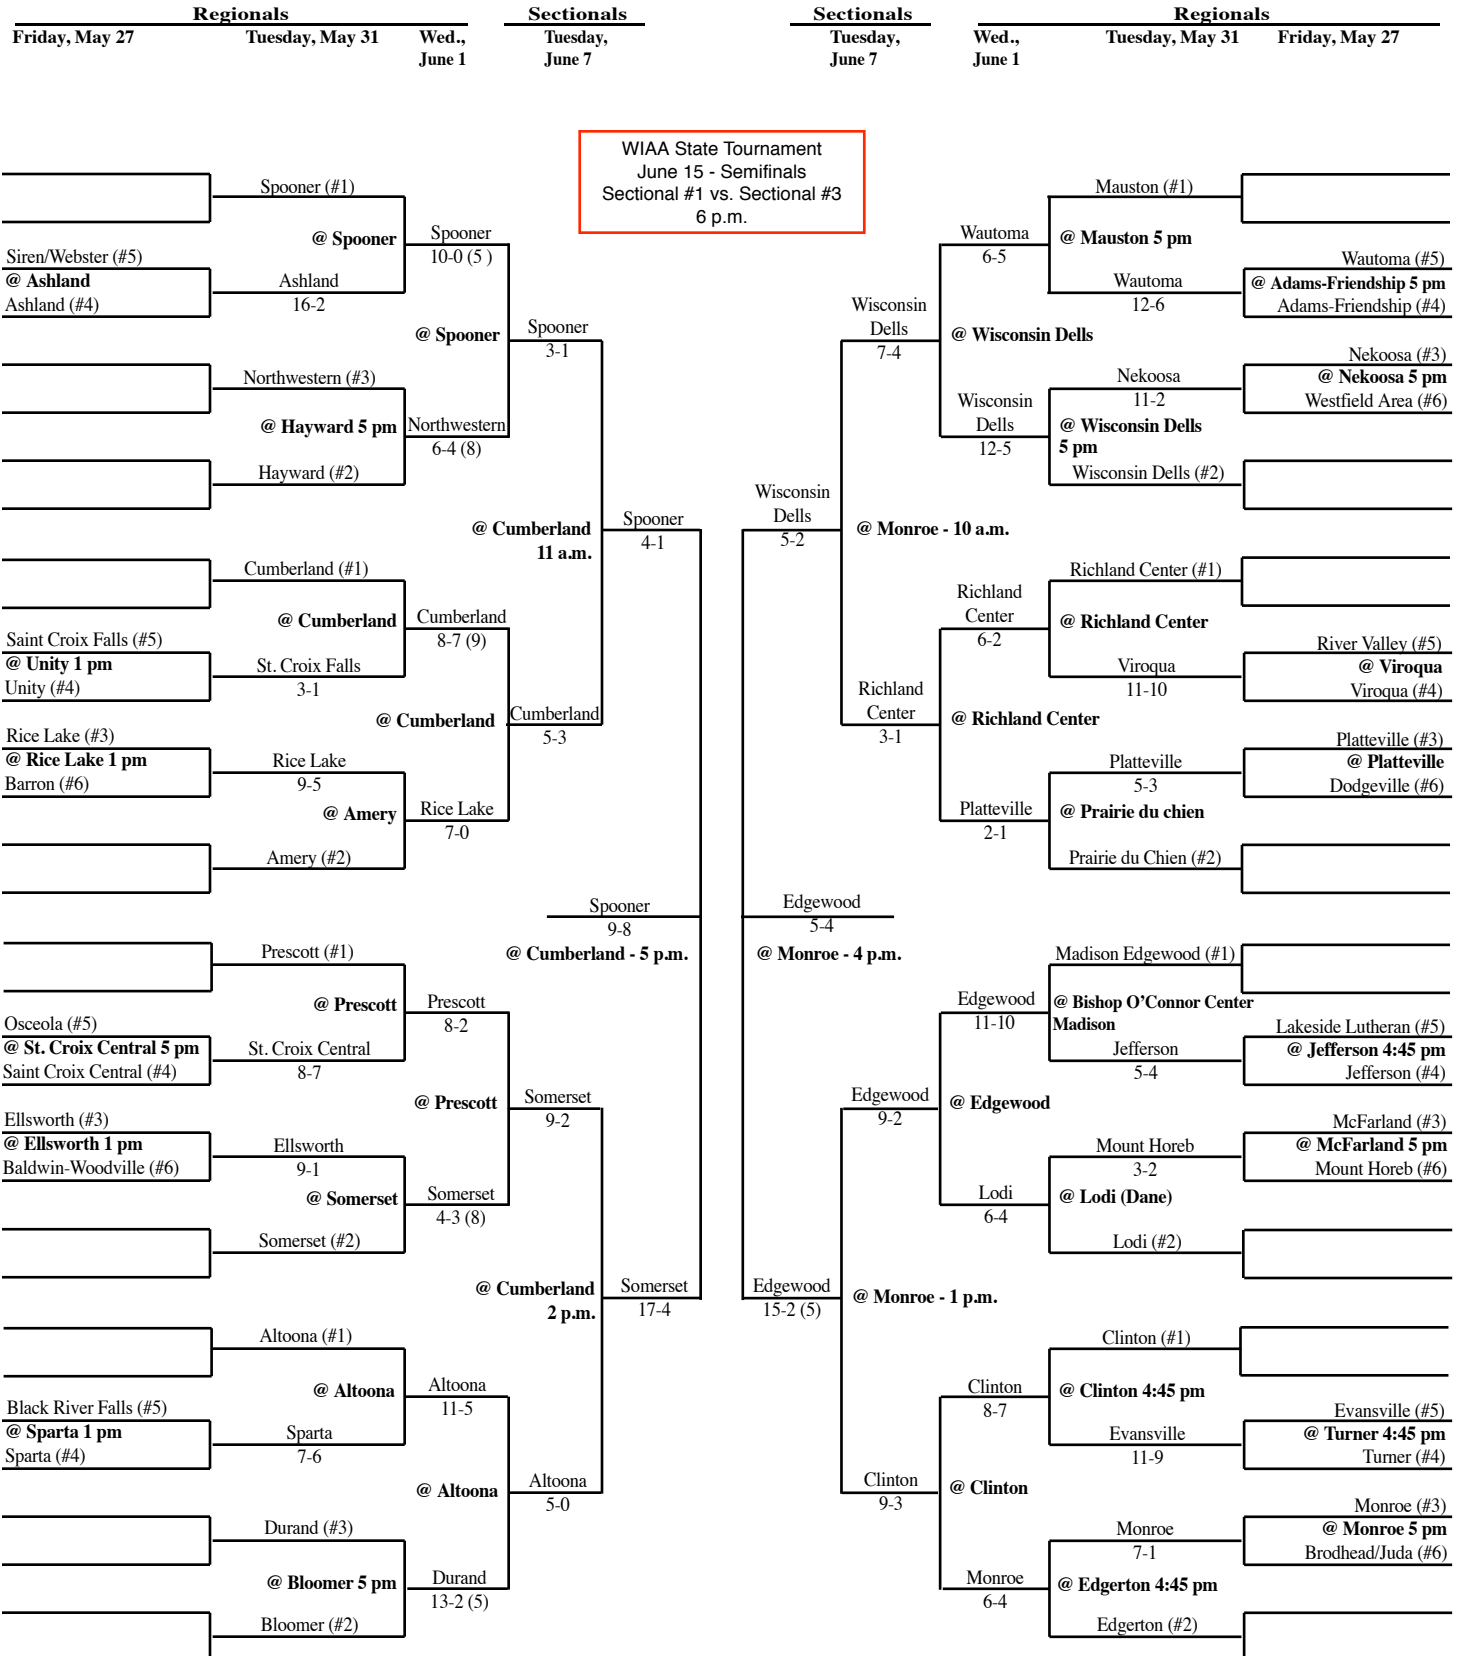 Regionals
Sectionals
Sectionals
Regionals
Friday, May 27
Tuesday, May 31
Wed.,
June 1
Tuesday,
June 7
Tuesday,
June 7
Wed.,
June 1
Tuesday, May 31
Friday, May 27
WIAA State Tournament
June 15 - Semifinals
Sectional #1 vs. Sectional #3
6 p.m.
Siren/Webster (#5)
@ Ashland
Ashland (#4)
Saint Croix Falls (#5)
@ Unity 1 pm
Unity (#4)
Rice Lake (#3)
@ Rice Lake 1 pm
Barron (#6)
Osceola (#5)
@ St. Croix Central 5 pm
Saint Croix Central (#4)
Ellsworth (#3)
@ Ellsworth 1 pm
Baldwin-Woodville (#6)
Black River Falls (#5)
@ Sparta 1 pm
Sparta (#4)
Spooner (#1)
@ Spooner
Ashland
16-2
Northwestern (#3)
@ Hayward 5 pm
Hayward (#2)
Cumberland (#1)
@ Cumberland
St. Croix Falls
3-1
Rice Lake
9-5
@ Amery
Amery (#2)
Prescott (#1)
@ Prescott
St. Croix Central
8-7
Ellsworth
9-1
@ Somerset
Somerset (#2)
Altoona (#1)
@ Altoona
Sparta
7-6
Durand (#3)
@ Bloomer 5 pm
Bloomer (#2)
Spooner
10-0 (5 )
@ Spooner
Northwestern
6-4 (8)
Cumberland
8-7 (9)
@ Cumberland
Rice Lake
7-0
Prescott
8-2
@ Prescott
Somerset
4-3 (8)
Altoona
11-5
@ Altoona
Durand
13-2 (5)
Spooner
3-1
@ Cumberland
11 a.m.
Cumberland
5-3
Somerset
9-2
@ Cumberland
2 p.m.
Altoona
5-0
Spooner
4-1
Spooner
9-8
@ Cumberland - 5 p.m.
Somerset
17-4
Wisconsin
Dells
5-2
Edgewood
5-4
@ Monroe - 4 p.m.
Edgewood
15-2 (5)
Wisconsin
Dells
7-4
@ Monroe - 10 a.m.
Richland
Center
3-1
Edgewood
9-2
@ Monroe - 1 p.m.
Clinton
9-3
Wautoma
6-5
@ Wisconsin Dells
Wisconsin
Dells
12-5
Richland
Center
6-2
@ Richland Center
Platteville
2-1
Edgewood
11-10
@ Edgewood
Lodi
6-4
Clinton
8-7
@ Clinton
Monroe
6-4
Mauston (#1)
@ Mauston 5 pm
Wautoma
12-6
Nekoosa
11-2
@ Wisconsin Dells
5 pm
Wisconsin Dells (#2)
Richland Center (#1)
@ Richland Center
Viroqua
11-10
Platteville
5-3
@ Prairie du chien
Prairie du Chien (#2)
Madison Edgewood (#1)
@ Bishop O’Connor Center
Madison
Jefferson
5-4
Mount Horeb
3-2
@ Lodi (Dane)
Lodi (#2)
Clinton (#1)
@ Clinton 4:45 pm
Evansville
11-9
Monroe
7-1
@ Edgerton 4:45 pm
Edgerton (#2)
Wautoma (#5)
@ Adams-Friendship 5 pm
Adams-Friendship (#4)
Nekoosa (#3)
@ Nekoosa 5 pm
Westfield Area (#6)
River Valley (#5)
@ Viroqua
Viroqua (#4)
Platteville (#3)
@ Platteville
Dodgeville (#6)
Lakeside Lutheran (#5)
@ Jefferson 4:45 pm
Jefferson (#4)
McFarland (#3)
@ McFarland 5 pm
Mount Horeb (#6)
Evansville (#5)
@ Turner 4:45 pm
Turner (#4)
Monroe (#3)
@ Monroe 5 pm
Brodhead/Juda (#6)